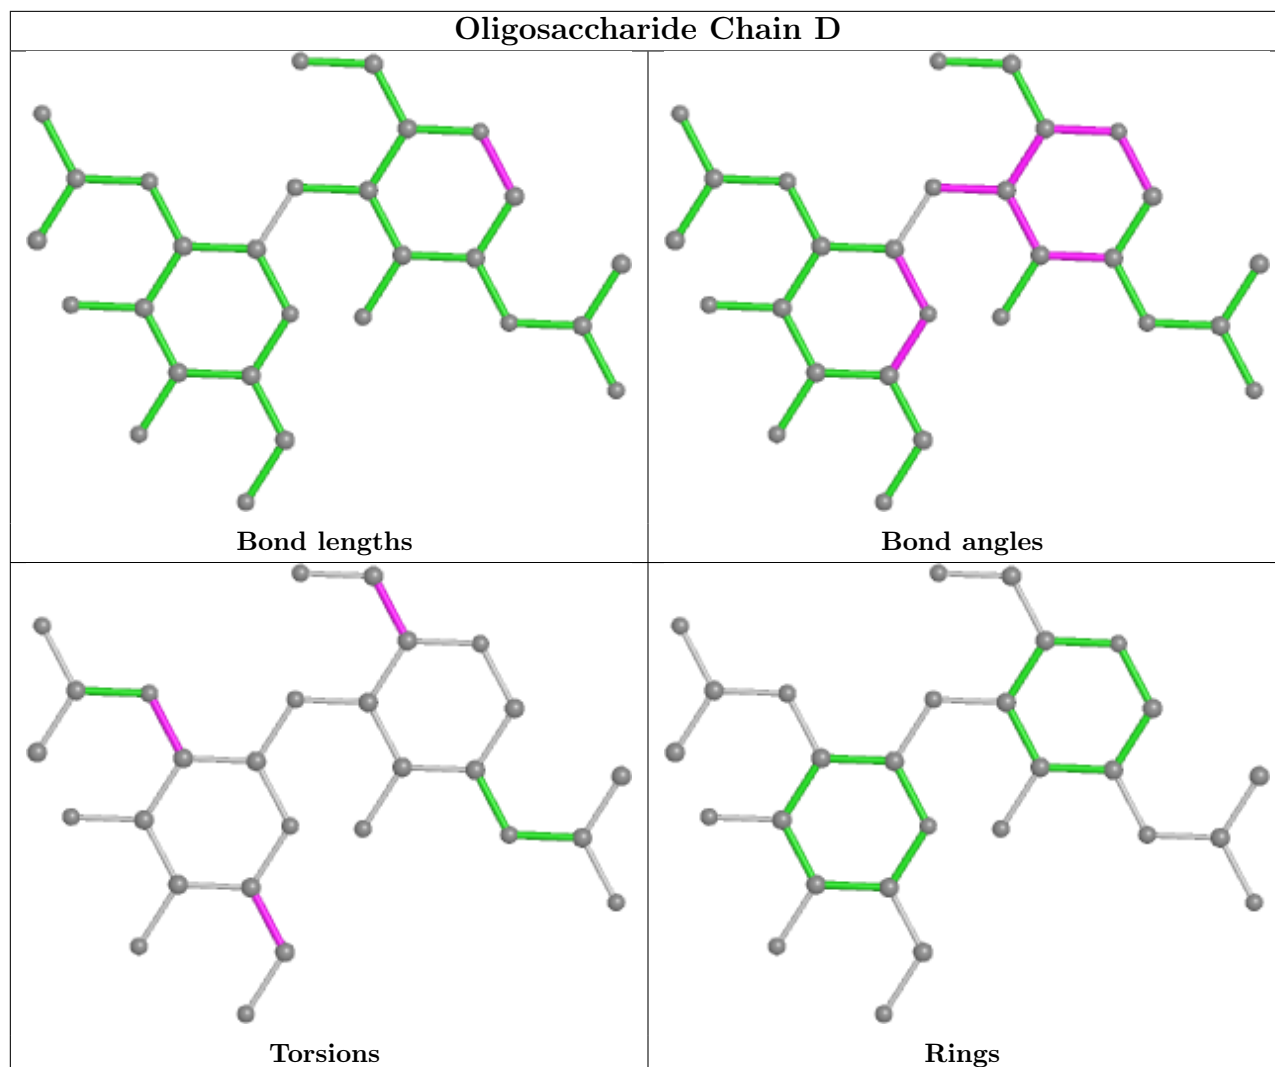 Oligosaccharide Chain D
Bond lengths
Bond angles
Torsions
Rings